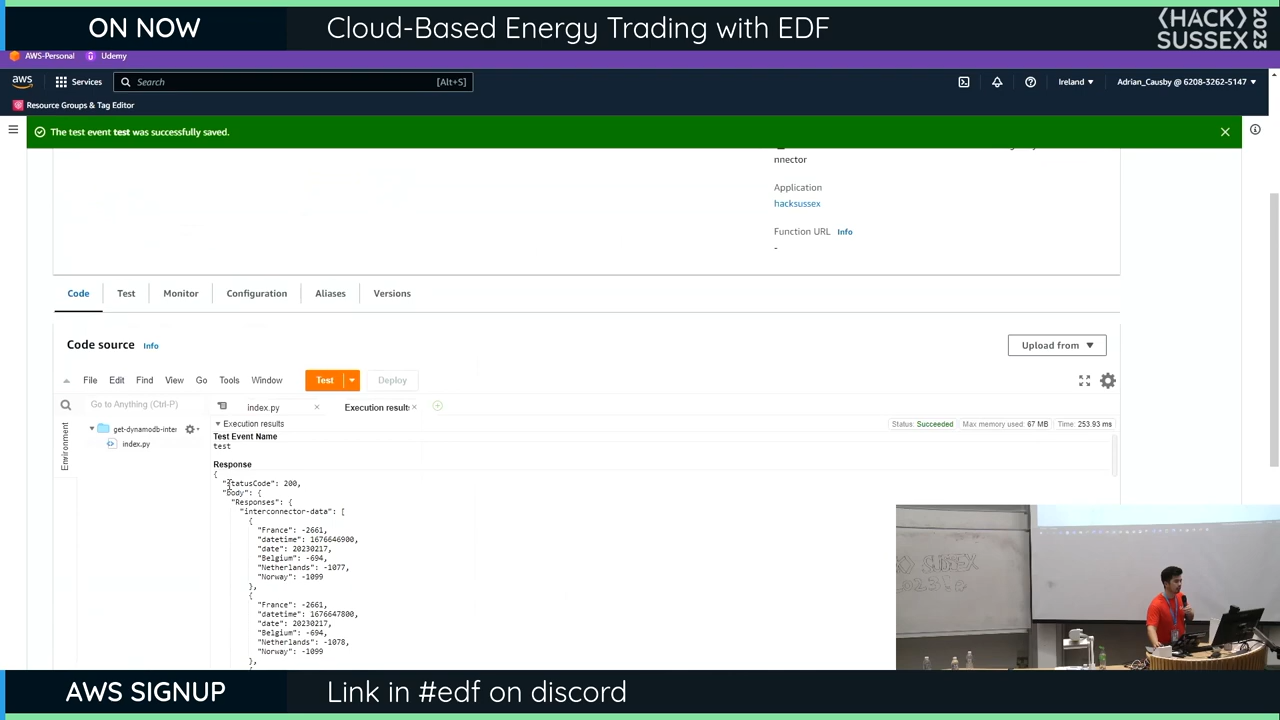 ON NOW
Cloud-Based Energy Trading with EDF
{HACK}
SUSSEX
2023
AWS-Personal
Udemy
aws
Services
Search
[Alt+S]
Ireland
Adrian_Causby @ 6208-3262-5147
Resource Groups & Tag Editor
The test event test was successfully saved.
nnector
Application
hacksussex
Function URL Info
-
Code
Test
Monitor
Configuration
Aliases
Versions
Code source Info
Upload from
File Edit Find View Go Tools Window
Test
Deploy
Go to Anything (Ctrl-P)
index.py
Execution results
Environment
get-dynamodb-inter
index.py
Execution results
Status: Succeeded
Max memory used: 67 MB
Time: 253.93 ms
Test Event Name
test
Response
{
"statusCode": 200,
"body": {
"Responses": {
"interconnector-data": [
{
"France": -2661,
"datetime": 1676646900,
"date": 20230217,
"Belgium": -694,
"Netherlands": -1077,
"Norway": -1099
},
{
"France": -2661,
"datetime": 1676647800,
"date": 20230217,
"Belgium": -694,
"Netherlands": -1078,
"Norway": -1099
},
SUSSEX
AWS SIGNUP
Link in #edf on discord